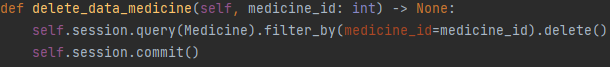 def delete_data_medicine(self, medicine_id: int) -> None:
    self.session.query(Medicine).filter_by(medicine_id=medicine_id).delete()
    self.session.commit()